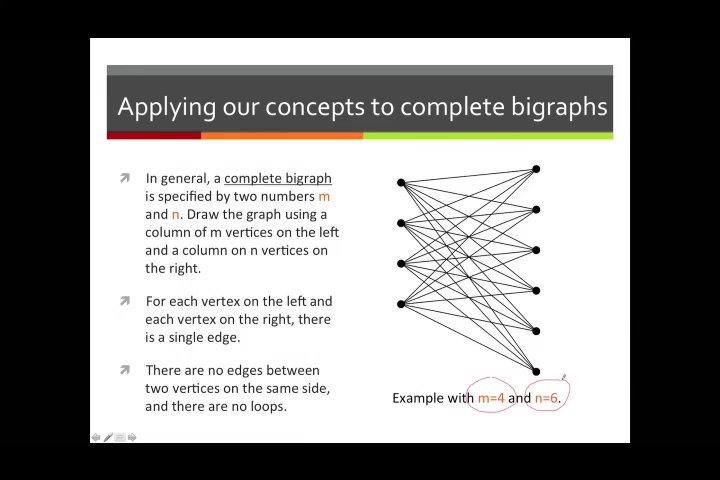 Applying our concepts to complete bigraphs
In general, a complete bigraph
is specified by two numbers m
and n. Draw the graph using a
column of m vertices on the left
and a column on n vertices on
the right.
For each vertex on the left and
each vertex on the right, there
is a single edge.
There are no edges between
two vertices on the same side,
and there are no loops.
Example with m=4 and n=6.